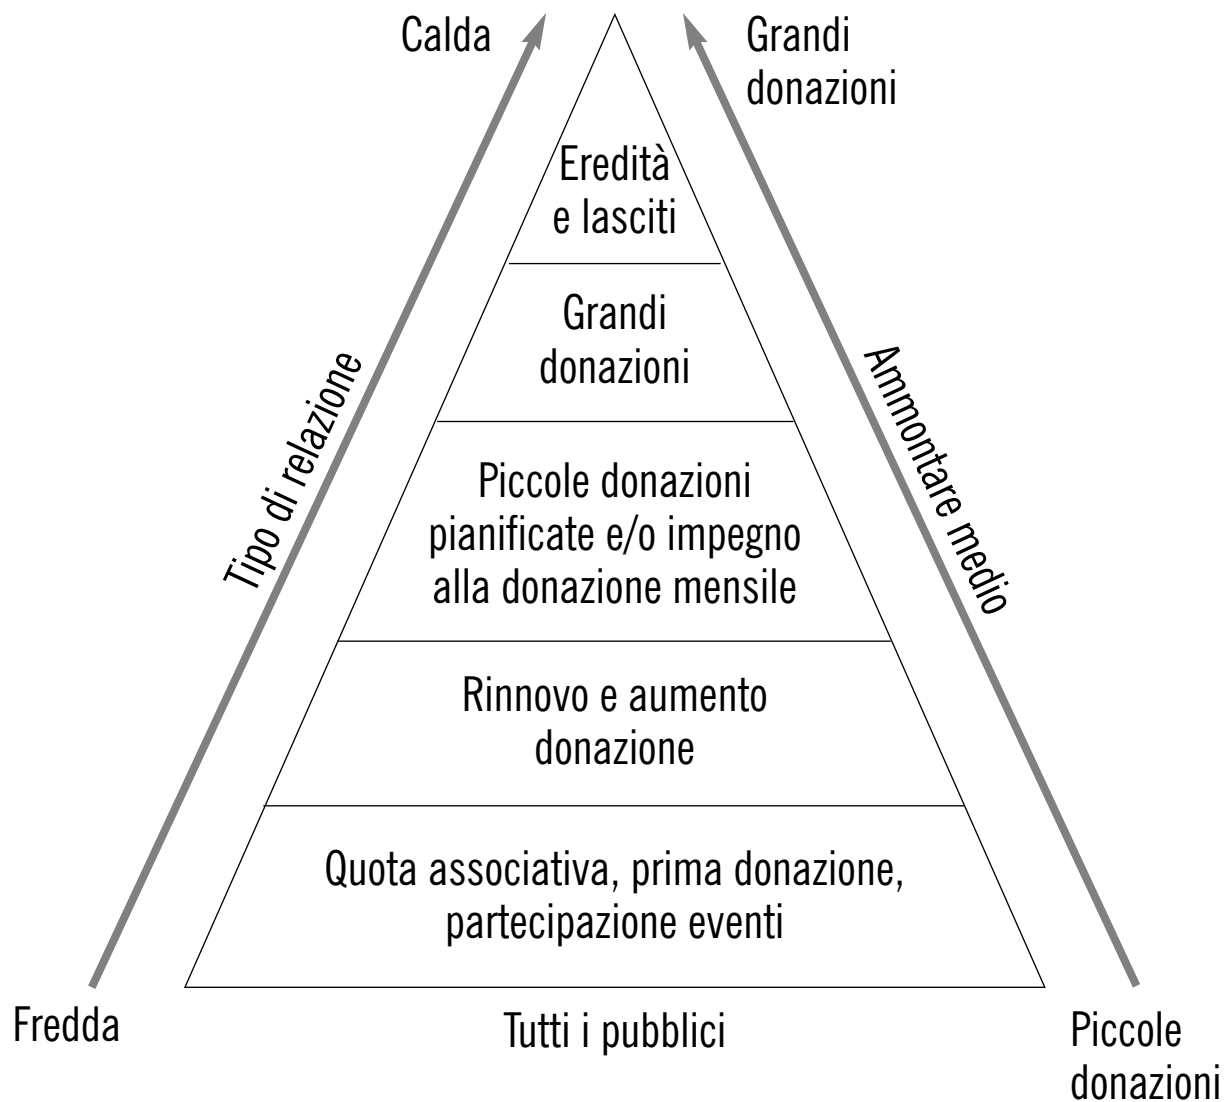 Calda
Grandi
donazioni
Eredità
e lasciti
Grandi
donazioni
Tipo di relazione
Ammontare medio
Piccole donazioni
pianificate e/o impegno
alla donazione mensile
Rinnovo e aumento
donazione
Quota associativa, prima donazione,
partecipazione eventi
Fredda
Tutti i pubblici
Piccole
donazioni